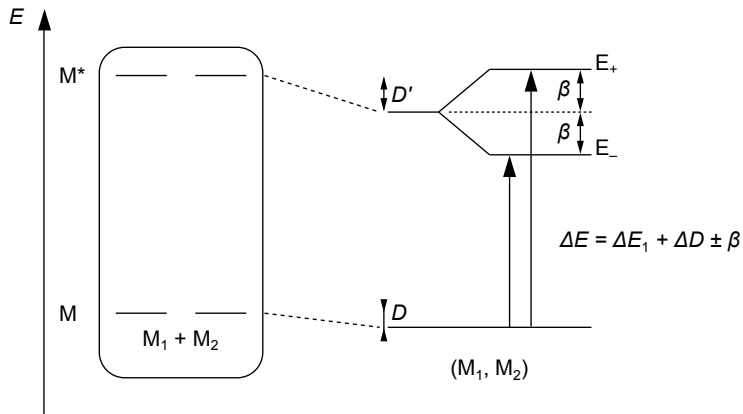 E
M*
D'
E₊
β
β
E₋
ΔE = ΔE₁ + ΔD ± β
M
D
M₁ + M₂
(M₁, M₂)